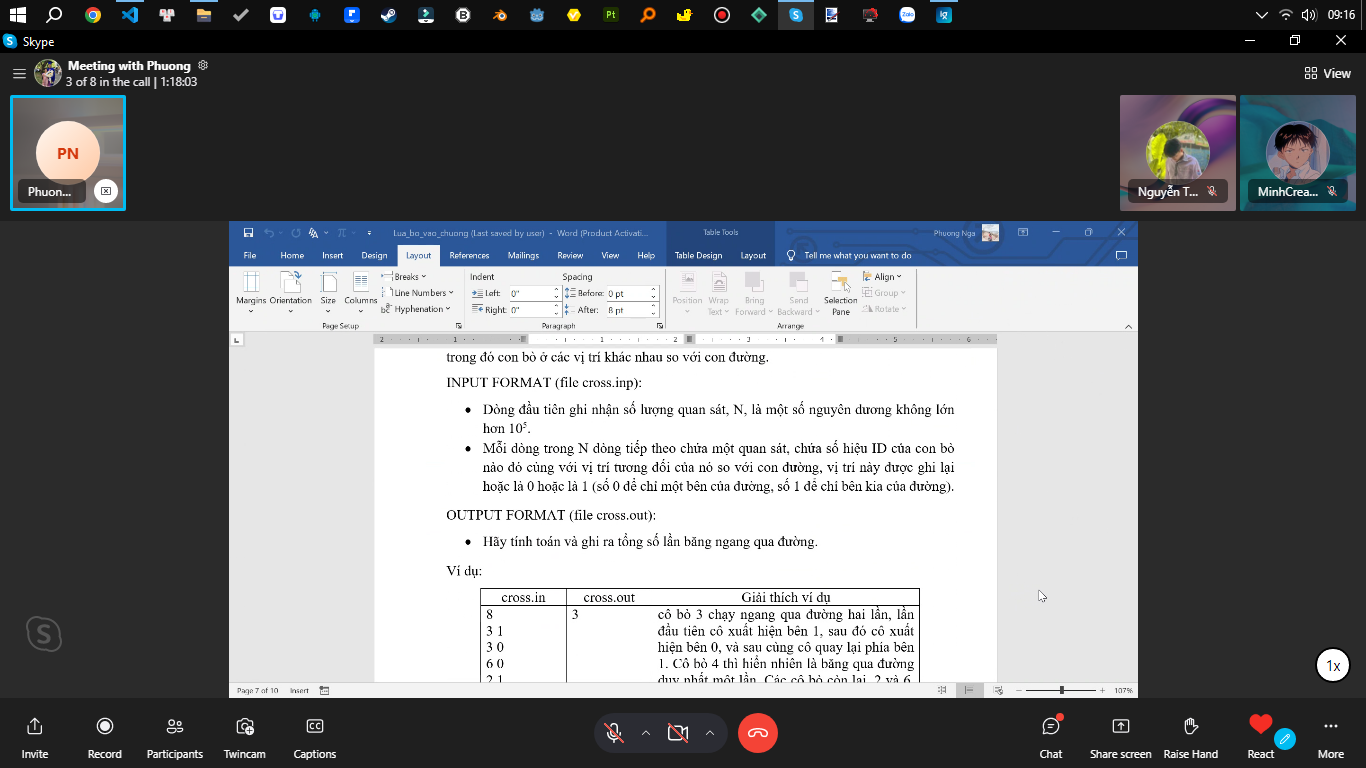 09:16
Skype
Meeting with Phuong
3 of 8 in the call | 1:18:03
View
PN
Phuon...
Nguyễn T...
MinhCrea...
Lua_bo_vao_chuong (Last saved by user) - Word (Product Activati...
Table Tools
Phuong Nga
File Home Insert Design Layout References Mailings Review View Help Table Design Layout Tell me what you want to do
Margins Orientation Size Columns
Breaks
Line Numbers
Hyphenation
Page Setup
Indent Spacing
Left: 0" Before: 0 pt
Right: 0" After: 8 pt
Paragraph
Position Wrap Text Bring Forward Send Backward Selection Pane
Align
Group
Rotate
Arrange
trong đó con bò ở các vị trí khác nhau so với con đường.
INPUT FORMAT (file cross.inp):
• Dòng đầu tiên ghi nhận số lượng quan sát, N, là một số nguyên dương không lớn
hơn 10⁵.
• Mỗi dòng trong N dòng tiếp theo chứa một quan sát, chứa số hiệu ID của con bò
nào đó cùng với vị trí tương đối của nó so với con đường, vị trí này được ghi lại
hoặc là 0 hoặc là 1 (số 0 để chỉ một bên của đường, số 1 để chỉ bên kia của đường).
OUTPUT FORMAT (file cross.out):
• Hãy tính toán và ghi ra tổng số lần băng ngang qua đường.
Ví dụ:
cross.in cross.out Giải thích ví dụ
8 3 cô bò 3 chạy ngang qua đường hai lần, lần
3 1 đầu tiên cô xuất hiện bên 1, sau đó cô xuất
3 0 hiện bên 0, và sau cùng cô quay lại phía bên
6 0 1. Cô bò 4 thì hiển nhiên là băng qua đường
2 1 duy nhất một lần. Các cô bò còn lại, 2 và 6
Page 7 of 10 Insert 107%
1x
Invite Record Participants Twincam Captions Chat Share screen Raise Hand React More